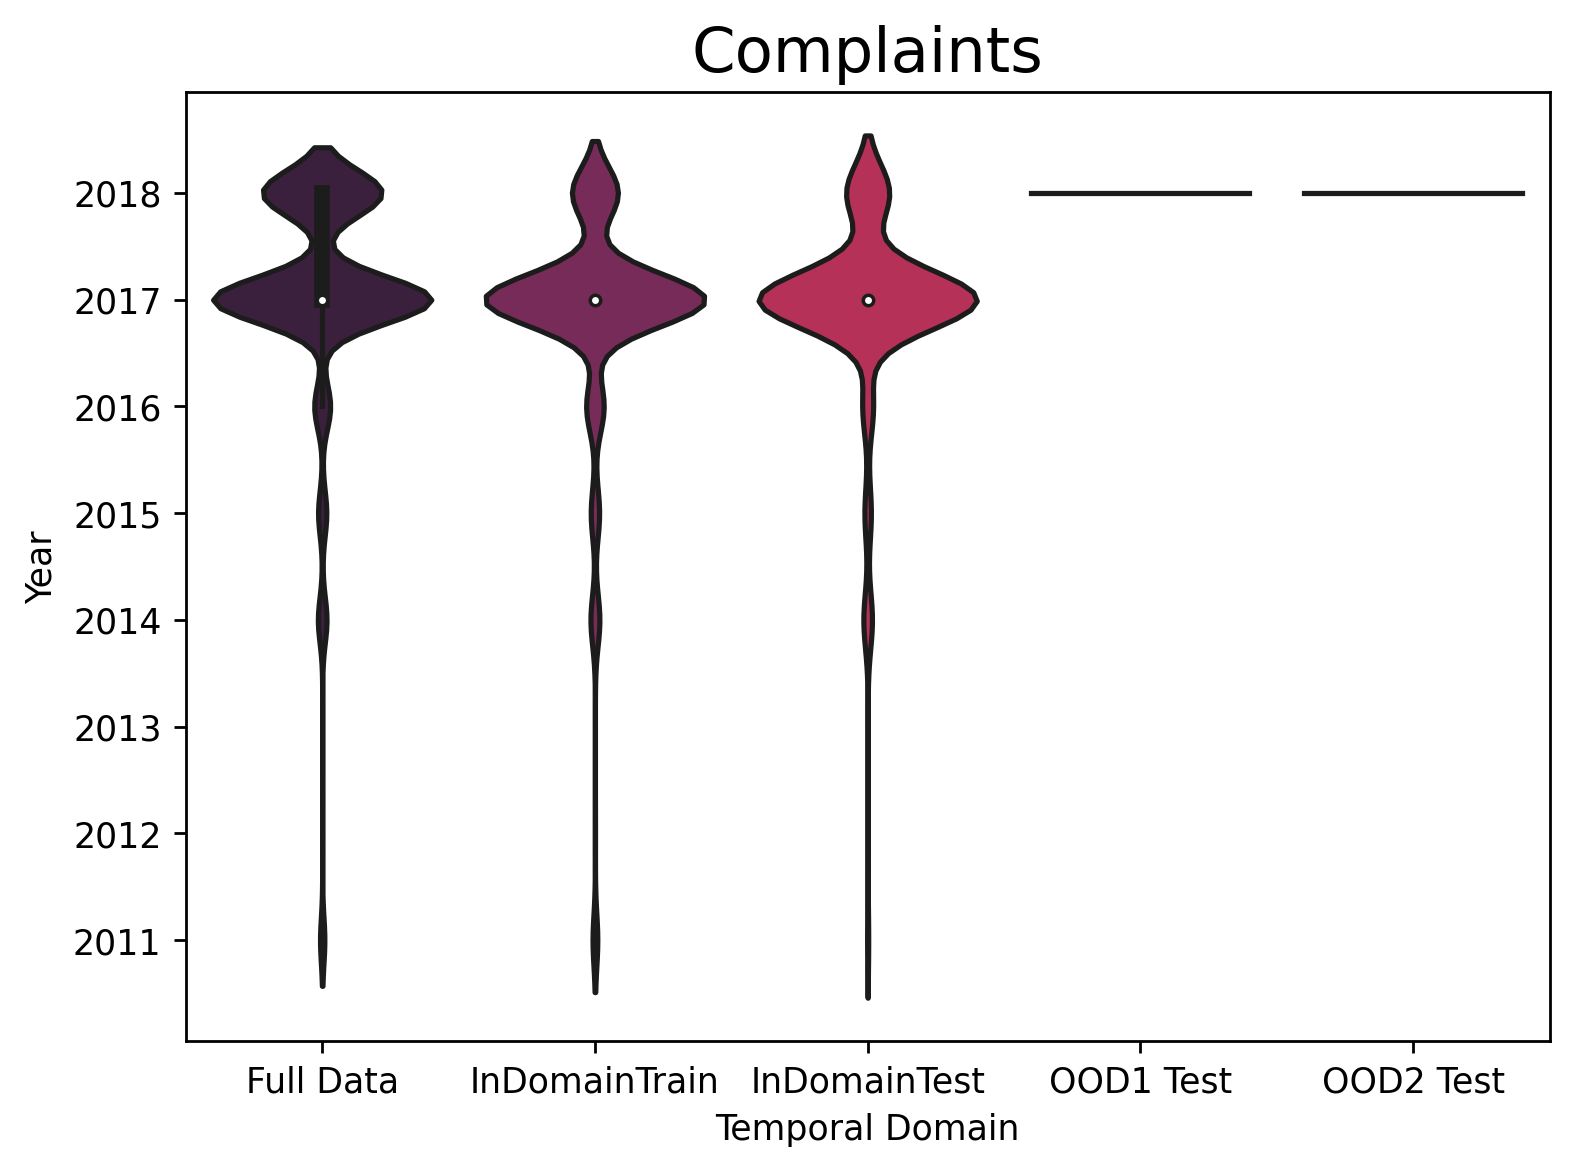 Complaints
Year
2018
2017
2016
2015
2014
2013
2012
2011
Full Data
InDomainTrain
InDomainTest
OOD1 Test
OOD2 Test
Temporal Domain